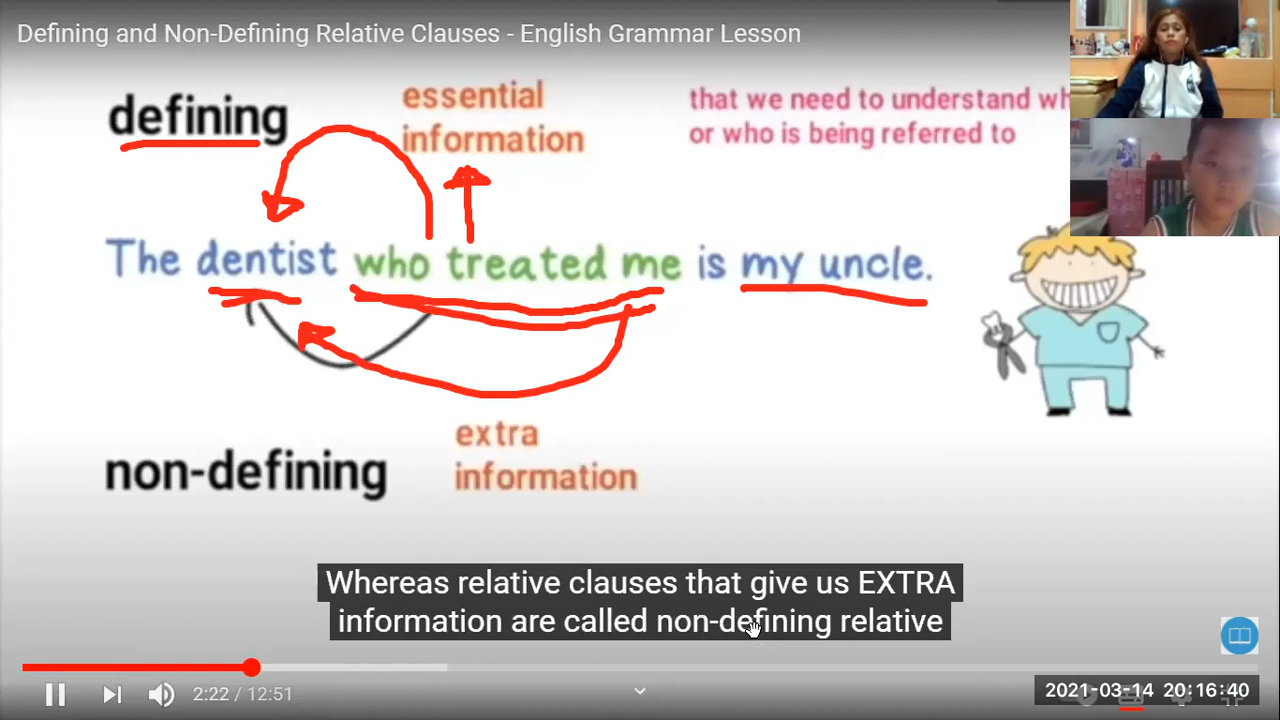 Defining and Non-Defining Relative Clauses - English Grammar Lesson
defining
essential
information
that we need to understand
or who is being referred to
The dentist who treated me is my uncle.
non-defining
extra
information
Whereas relative clauses that give us EXTRA
information are called non-defining relative
2:22 / 12:51
2021-03-14 20:16:40